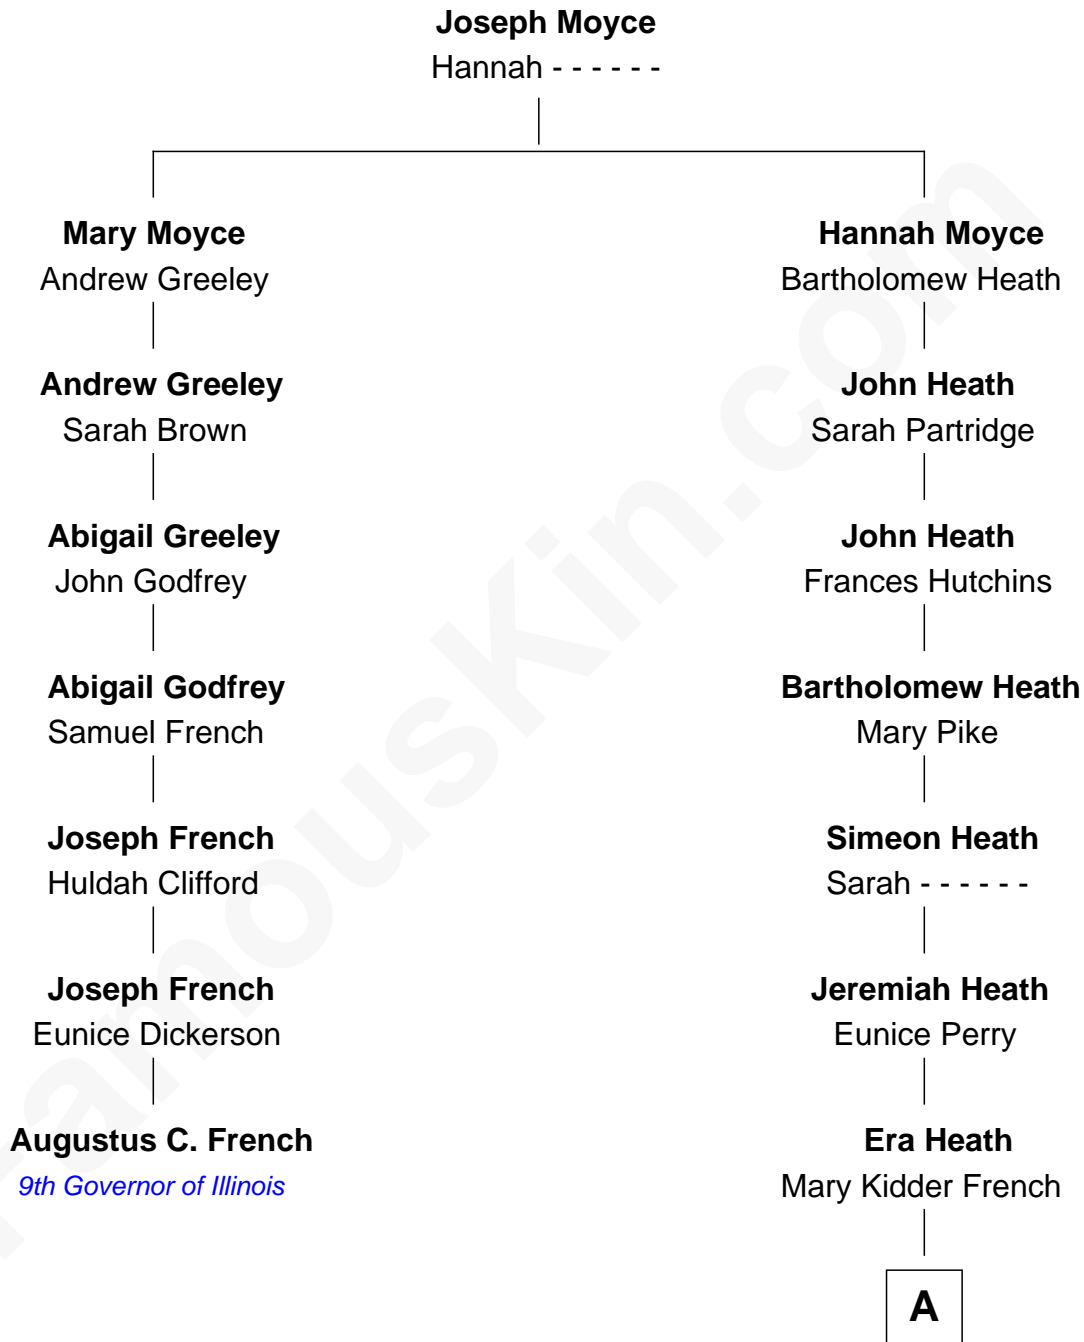 Joseph Moyce
Hannah - - - - - -
Mary Moyce
Andrew Greeley
Hannah Moyce
Bartholomew Heath
Andrew Greeley
Sarah Brown
John Heath
Sarah Partridge
Abigail Greeley
John Godfrey
John Heath
Frances Hutchins
Abigail Godfrey
Samuel French
Bartholomew Heath
Mary Pike
Joseph French
Huldah Clifford
Simeon Heath
Sarah - - - - - -
Joseph French
Eunice Dickerson
Jeremiah Heath
Eunice Perry
Augustus C. French
9th Governor of Illinois
Era Heath
Mary Kidder French
A
FamousKin.com